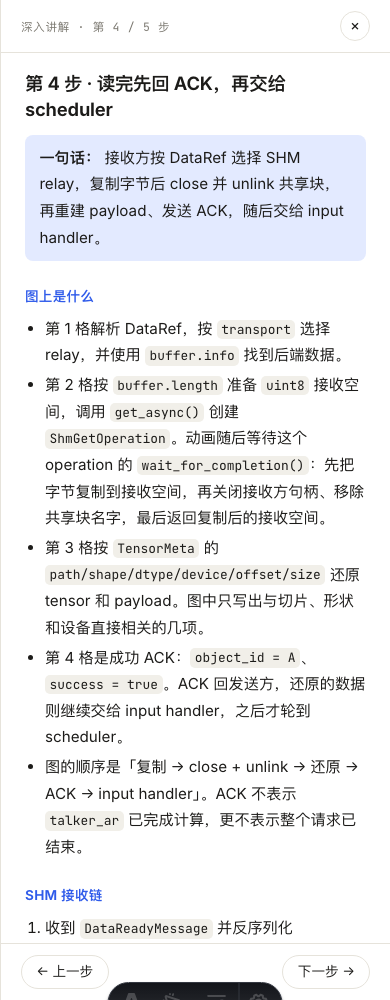 深入讲解 · 第 4 / 5 步
×
第 4 步 · 读完先回 ACK，再交给
scheduler
一句话： 接收方按 DataRef 选择 SHM
relay，复制字节后 close 并 unlink 共享块，
再重建 payload、发送 ACK，随后交给 input
handler。
图上是什么
• 第 1 格解析 DataRef，按 transport 选择
relay，并使用 buffer.info 找到后端数据。
• 第 2 格按 buffer.length 准备 uint8 接收空
间，调用 get_async() 创建
ShmGetOperation。动画随后等待这个
operation 的 wait_for_completion()：先把
字节复制到接收空间，再关闭接收方句柄、移除
共享块名字，最后返回复制后的接收空间。
• 第 3 格按 TensorMeta 的
path/shape/dtype/device/offset/size 还原
tensor 和 payload。图中只写出与切片、形状
和设备直接相关的几项。
• 第 4 格是成功 ACK：object_id = A、
success = true。ACK 回发送方，还原的数据
则继续交给 input handler，之后才轮到
scheduler。
• 图的顺序是「复制 → close + unlink → 还原 →
ACK → input handler」。ACK 不表示
talker_ar 已完成计算，更不表示整个请求已
结束。
SHM 接收链
1. 收到 DataReadyMessage 并反序列化
← 上一步
下一步 →